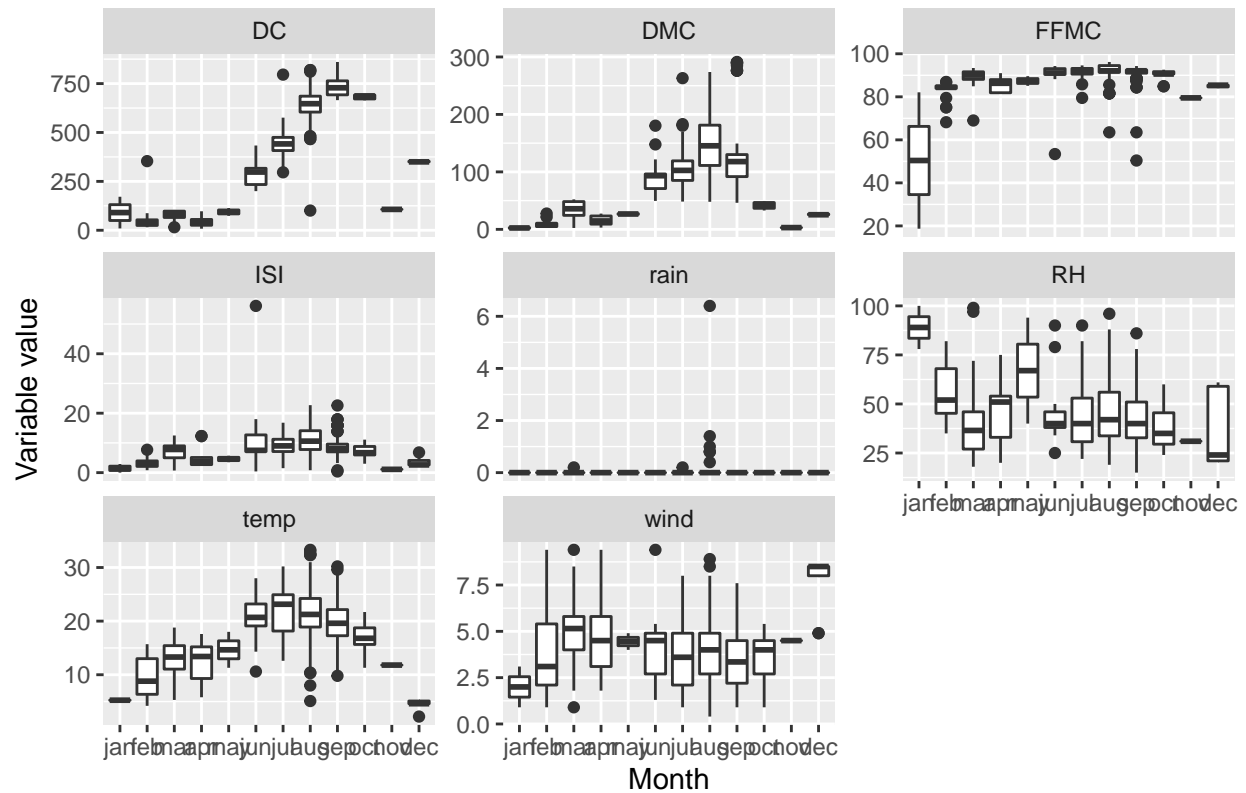 DC
DMC
FFMC
750
500
250
0
300
200
100
0
100
80
60
40
20
ISI
rain
RH
40
20
0
6
4
2
0
100
75
50
25
jan feb mar apr may jun jul aug sep oct nov dec
temp
wind
30
20
10
7.5
5.0
2.5
0.0
jan feb mar apr may jun jul aug sep oct nov dec
jan feb mar apr may jun jul aug sep oct nov dec
Variable value
Month